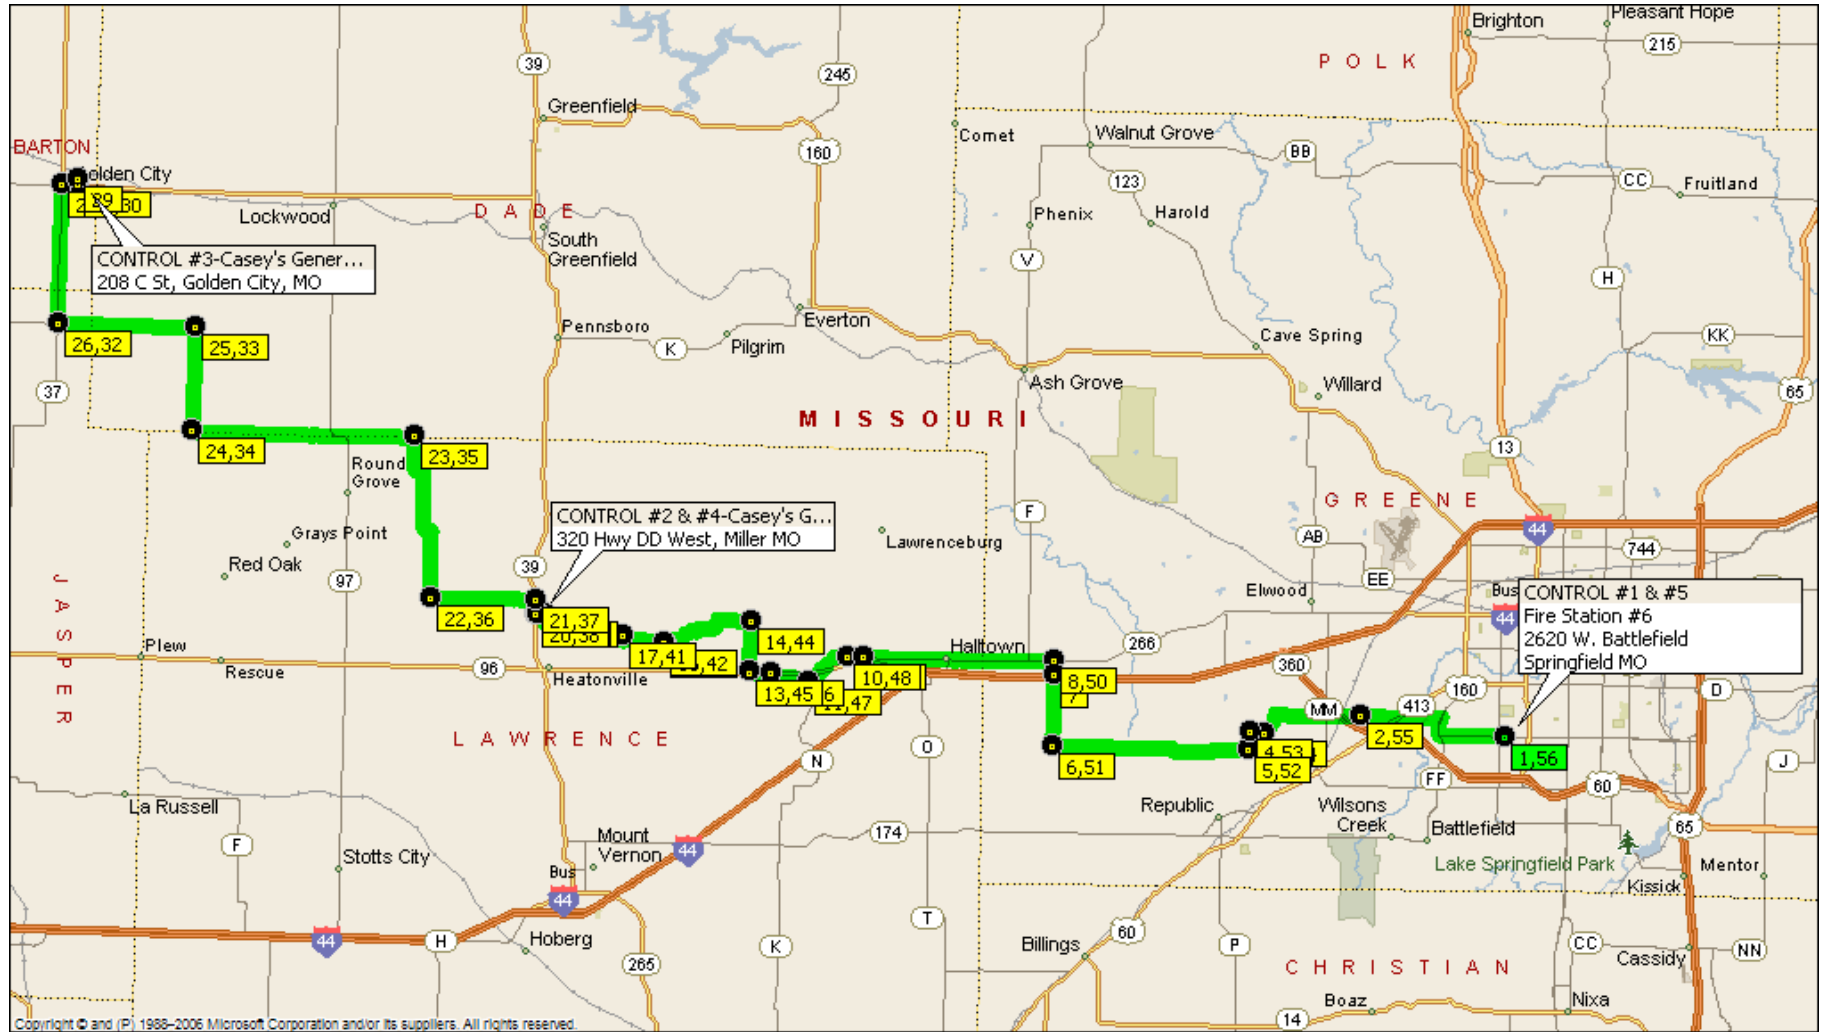 Brighton
Pleasant Hope
215
POLK
39
245
Greenfield
Comet
Walnut Grove
BB
160
BARTON
Golden City
123
CC
Fruitland
29
30
Lockwood
DADE
Phenix
Harold
South
Greenfield
CONTROL #3-Casey's Gener...
208 C St, Golden City, MO
V
H
26,32
25,33
Pennsboro
K
Pilgrim
Everton
Cave Spring
KK
37
Ash Grove
Willard
65
MISSOURI
24,34
23,35
Round
Grove
13
GREENE
CONTROL #2 & #4-Casey's G...
320 Hwy DD West, Miller MO
F
Grays Point
Lawrenceburg
AB
44
744
Red Oak
39
97
EE
JASPER
Elwood
Bus
44
CONTROL #1 & #5
Fire Station #6
2620 W. Battlefield
Springfield MO
22,36
21,37
20,38
17,41
42
14,44
Plew
Rescue
96
Heatonville
Halltown
266
360
13,45
10,48
47
8,50
7
160
D
MM
413
LAWRENCE
O
N
6,51
4,53
5,52
2,55
1,56
J
FF
60
La Russell
F
Republic
Wilsons
Creek
Battlefield
174
65
Stotts City
Mount
Vernon
44
Lake Springfield Park
Mentor
Kissick
Bus
44
44
H
Hoberg
265
K
T
Billings
60
P
CC
Cassidy
NN
CHRISTIAN
Boaz
14
Nixa
Copyright © and (P) 1988–2006 Microsoft Corporation and/or its suppliers. All rights reserved.